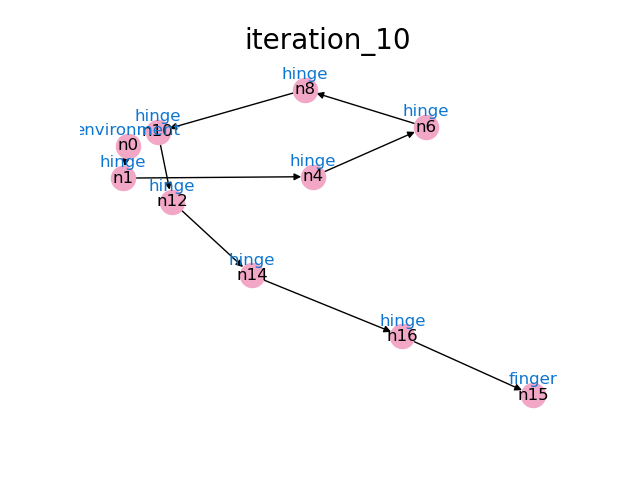 iteration_10
hinge
n8
hinge
n6
hinge
n10
environment
n0
hinge
n4
hinge
n1
hinge
n12
hinge
n14
hinge
n16
finger
n15